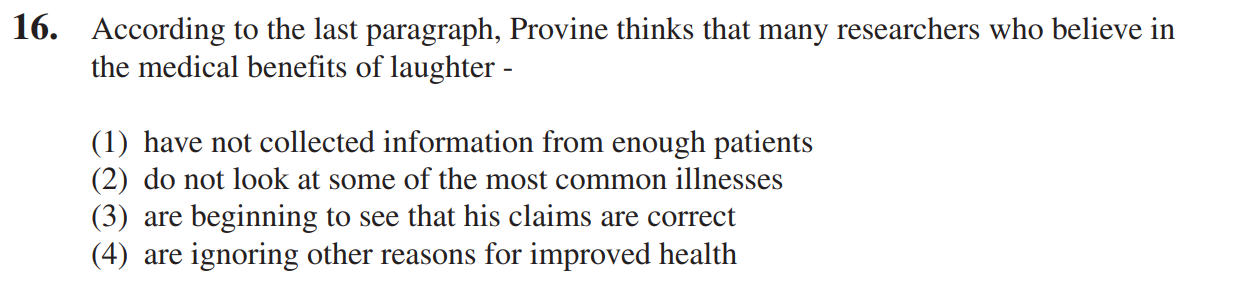 16. According to the last paragraph, Provine thinks that many researchers who believe in
the medical benefits of laughter -
(1) have not collected information from enough patients
(2) do not look at some of the most common illnesses
(3) are beginning to see that his claims are correct
(4) are ignoring other reasons for improved health